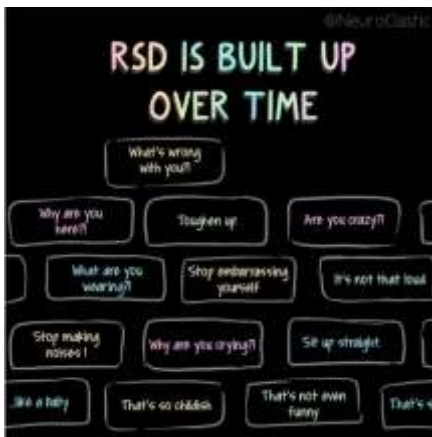 @NeuroClastic
RSD IS BUILT UP
OVER TIME
What's wrong
with you?!
Why are you
here?!
Toughen up
Are you crazy?!
What are you
wearing?!
Stop embarrassing
yourself
It's not that loud
Stop making
noises!
Why are you crying?!
Sit up straight
like a baby
That's so childish
That's not even
funny
That's s